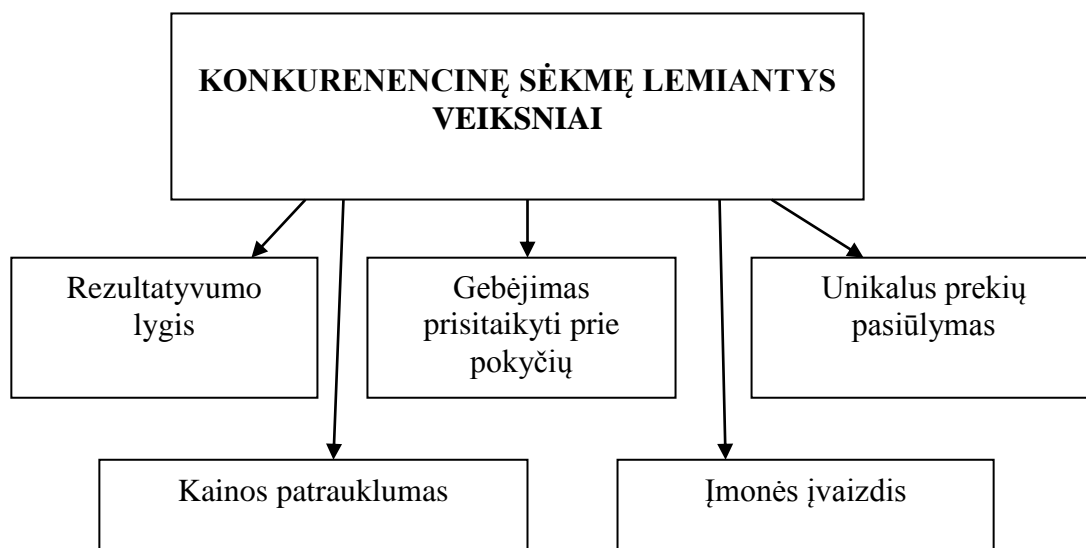 KONKURENENCINĘ SĖKMĘ LEMIANTYS
VEIKSNIAI
Rezultatyvumo
lygis
Gebėjimas
prisitaikyti prie
pokyčių
Unikalus prekių
pasiūlymas
Kainos patrauklumas
Įmonės įvaizdis